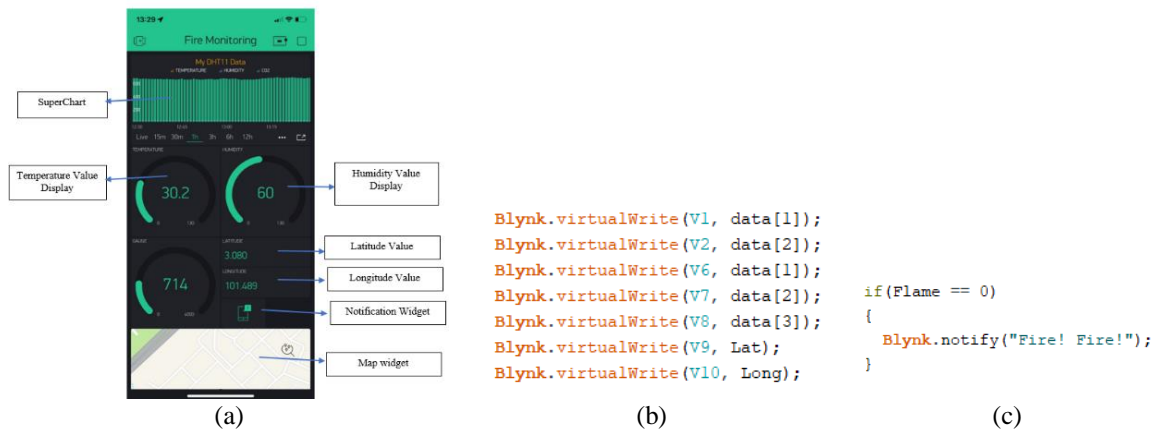 13:29
Fire Monitoring
My DHT11 Data
TEMPERATURE HUMIDITY CO2
SuperChart
Live 15m 30m 1h 3h 6h 12h
TEMPERATURE
HUMIDITY
Temperature Value
Display
30.2
60
Humidity Value
Display
0
0
GAUGE
714
0
LATITUDE
3.080
Latitude Value
LONGITUDE
101.489
Longitude Value
Notification Widget
Map widget
(a)
Blynk.virtualWrite(V1, data[1]);
Blynk.virtualWrite(V2, data[2]);
Blynk.virtualWrite(V6, data[1]);
Blynk.virtualWrite(V7, data[2]);
Blynk.virtualWrite(V8, data[3]);
Blynk.virtualWrite(V9, Lat);
Blynk.virtualWrite(V10, Long);
(b)
if(Flame == 0)
{
Blynk.notify("Fire! Fire!");
}
(c)